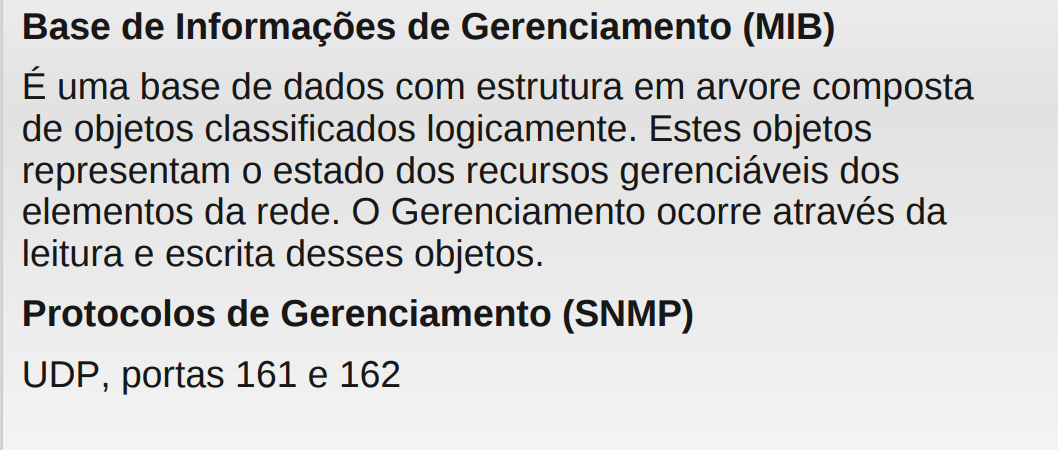 Base de Informações de Gerenciamento (MIB)
É uma base de dados com estrutura em arvore composta
de objetos classificados logicamente. Estes objetos
representam o estado dos recursos gerenciáveis dos
elementos da rede. O Gerenciamento ocorre através da
leitura e escrita desses objetos.
Protocolos de Gerenciamento (SNMP)
UDP, portas 161 e 162